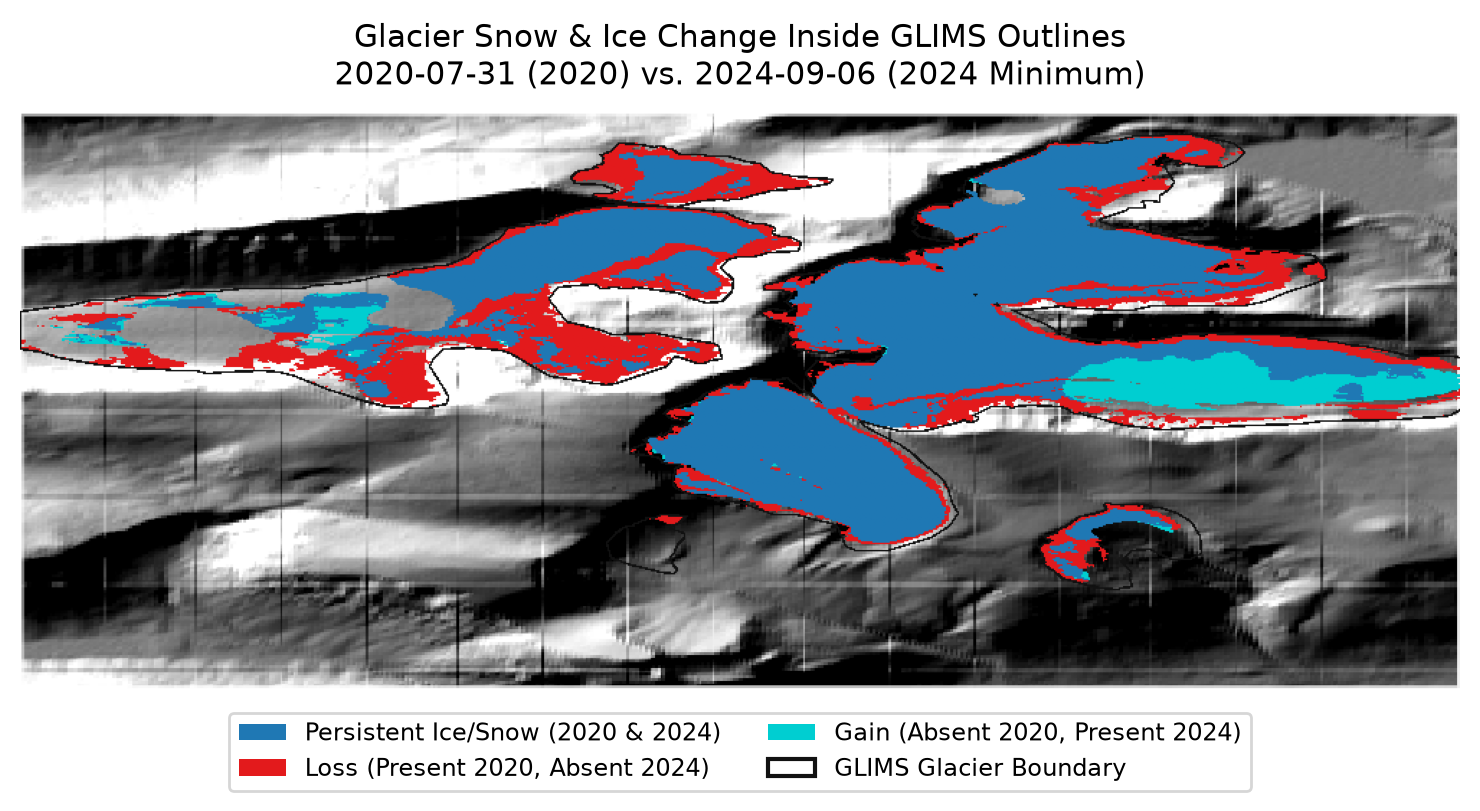 Glacier Snow & Ice Change Inside GLIMS Outlines
2020-07-31 (2020) vs. 2024-09-06 (2024 Minimum)
Persistent Ice/Snow (2020 & 2024)
Loss (Present 2020, Absent 2024)
Gain (Absent 2020, Present 2024)
GLIMS Glacier Boundary